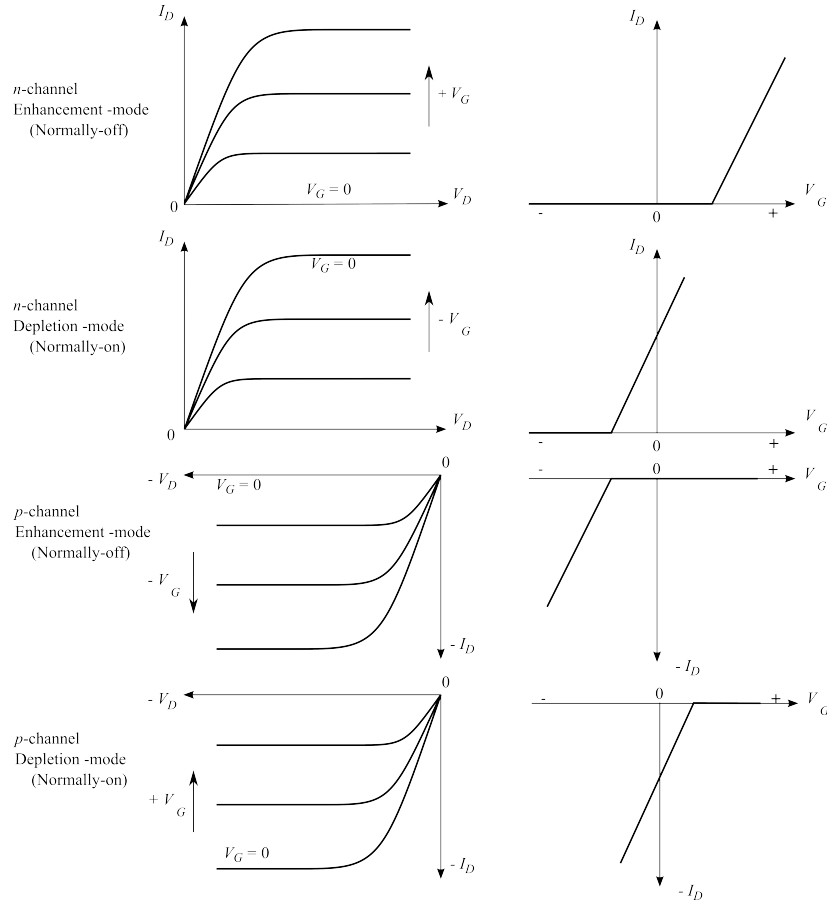 I_D
I_D
n-channel
Enhancement -mode
(Normally-off)
+ V_G
V_G = 0
0
V_D
-
0
+
V_G
I_D
I_D
V_G = 0
n-channel
Depletion -mode
(Normally-on)
- V_G
0
V_D
-
0
+
V_G
0
- V_D
V_G = 0
-
0
+
V_G
p-channel
Enhancement -mode
(Normally-off)
- V_G
- I_D
- I_D
0
- V_D
-
0
+
V_G
p-channel
Depletion -mode
(Normally-on)
+ V_G
V_G = 0
- I_D
- I_D